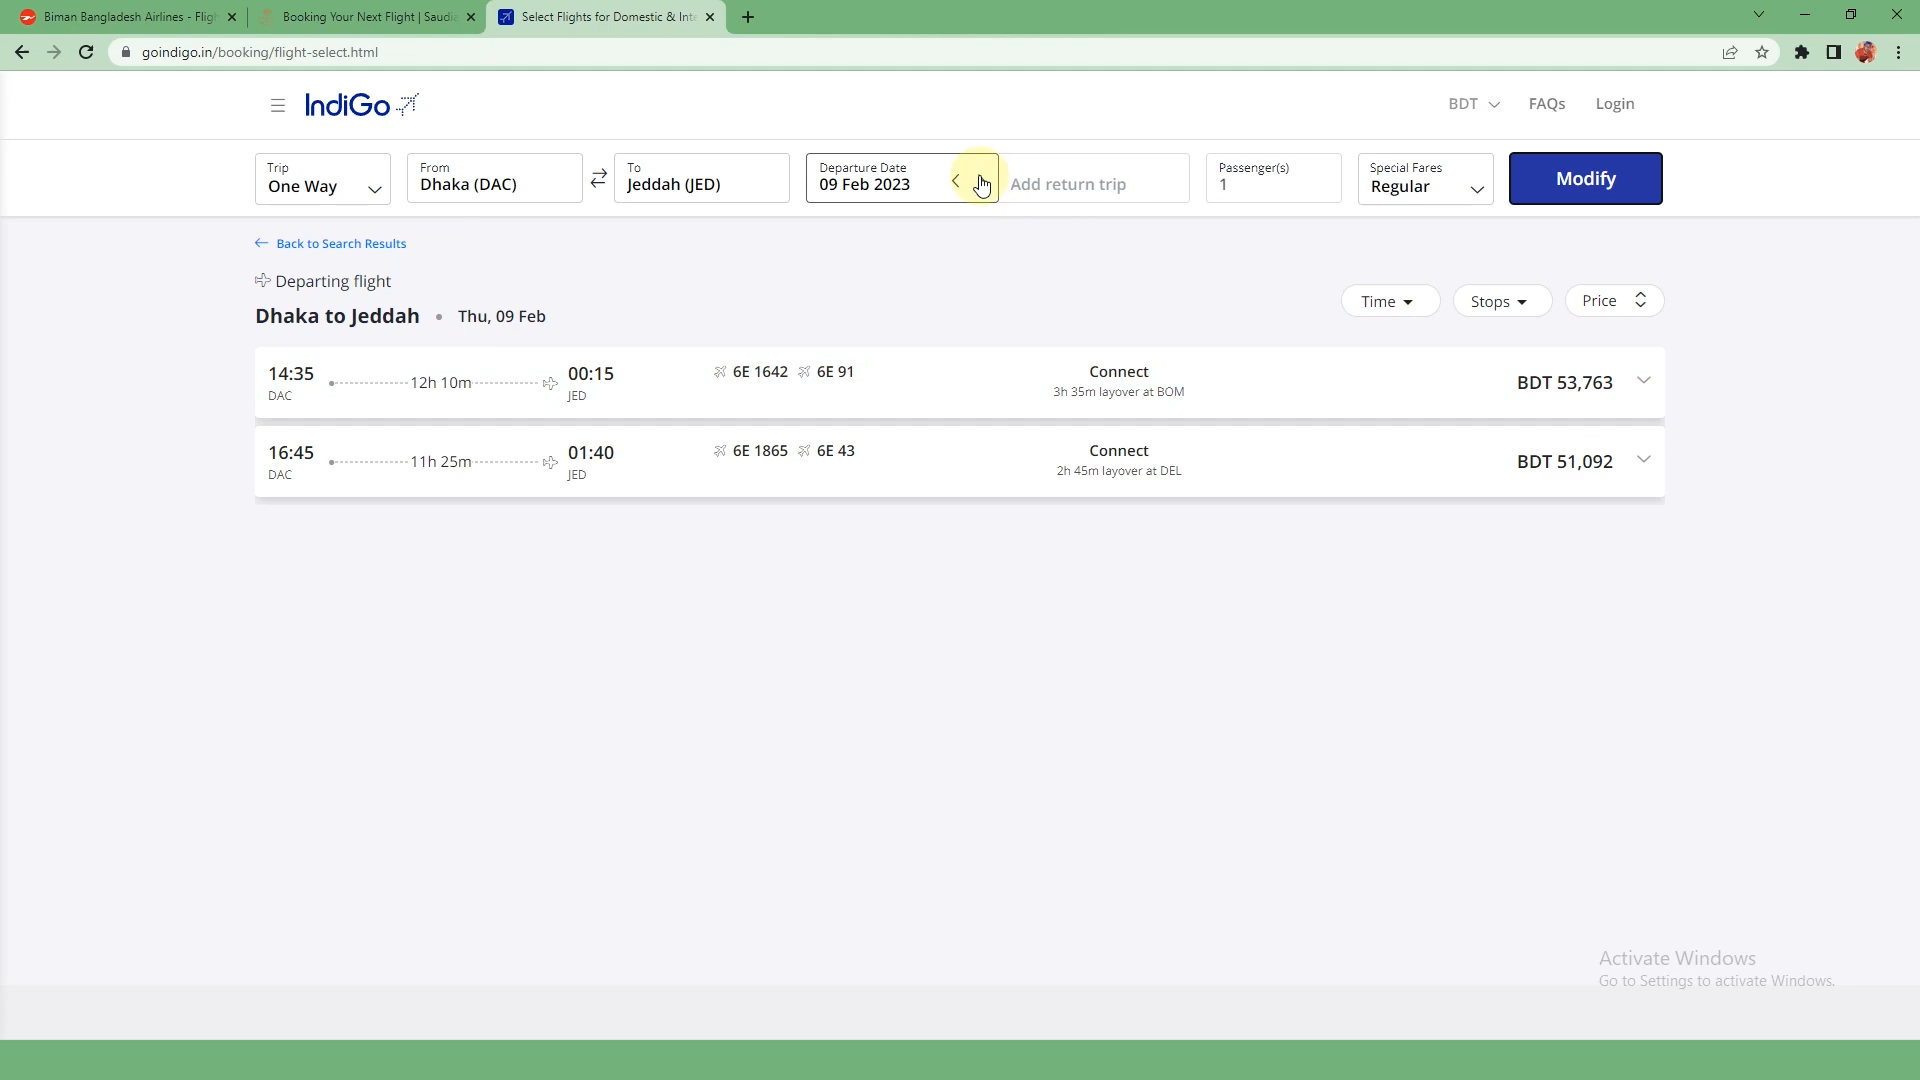 Biman Bangladesh Airlines - Fligh
Booking Your Next Flight | Saudia
Select Flights for Domestic & Inte
goindigo.in/booking/flight-select.html
IndiGo
BDT
FAQs
Login
Trip
One Way
From
Dhaka (DAC)
To
Jeddah (JED)
Departure Date
09 Feb 2023
Add return trip
Passenger(s)
1
Special Fares
Regular
Modify
Back to Search Results
Departing flight
Dhaka to Jeddah • Thu, 09 Feb
Time
Stops
Price
14:35 12h 10m 00:15 6E 1642 6E 91 Connect BDT 53,763
DAC JED 3h 35m layover at BOM
16:45 11h 25m 01:40 6E 1865 6E 43 Connect BDT 51,092
DAC JED 2h 45m layover at DEL
Activate Windows
Go to Settings to activate Windows.